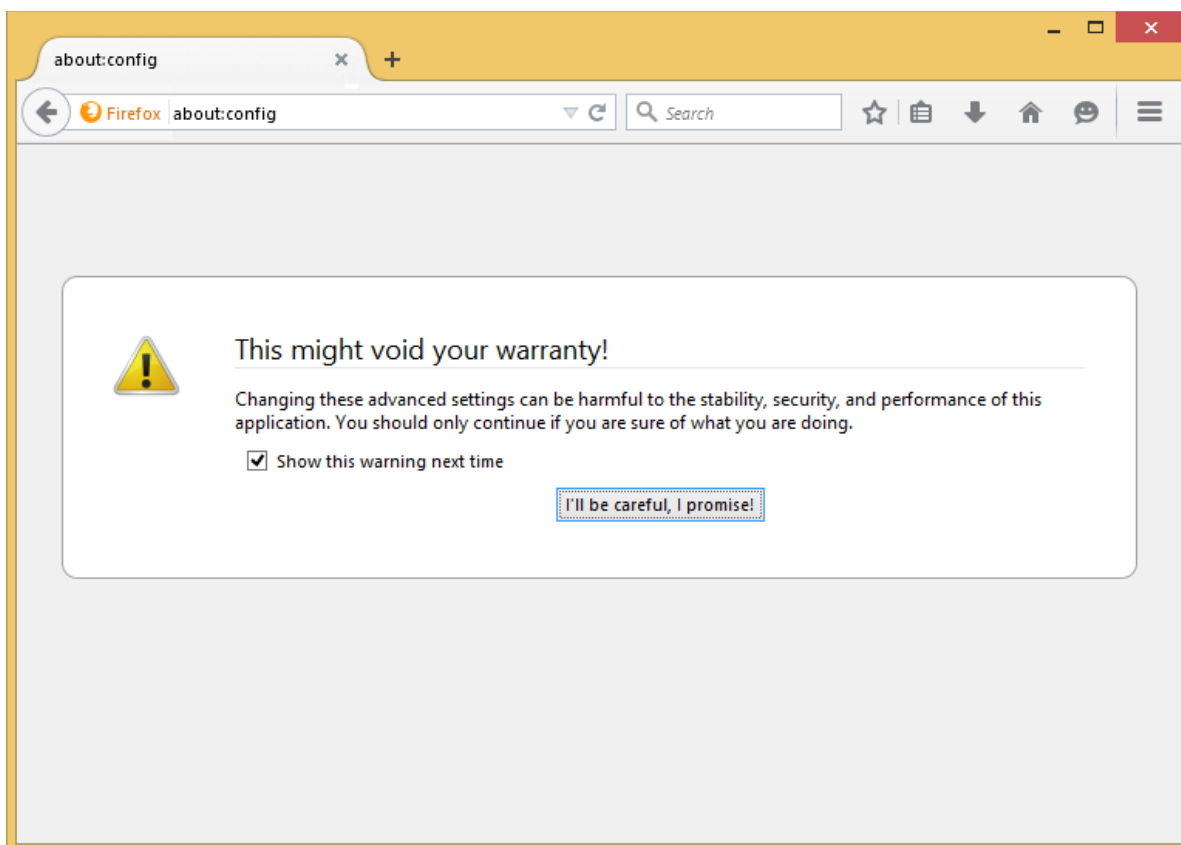 about:config
Firefox about:config Search
This might void your warranty!
Changing these advanced settings can be harmful to the stability, security, and performance of this
application. You should only continue if you are sure of what you are doing.
Show this warning next time
I'll be careful, I promise!